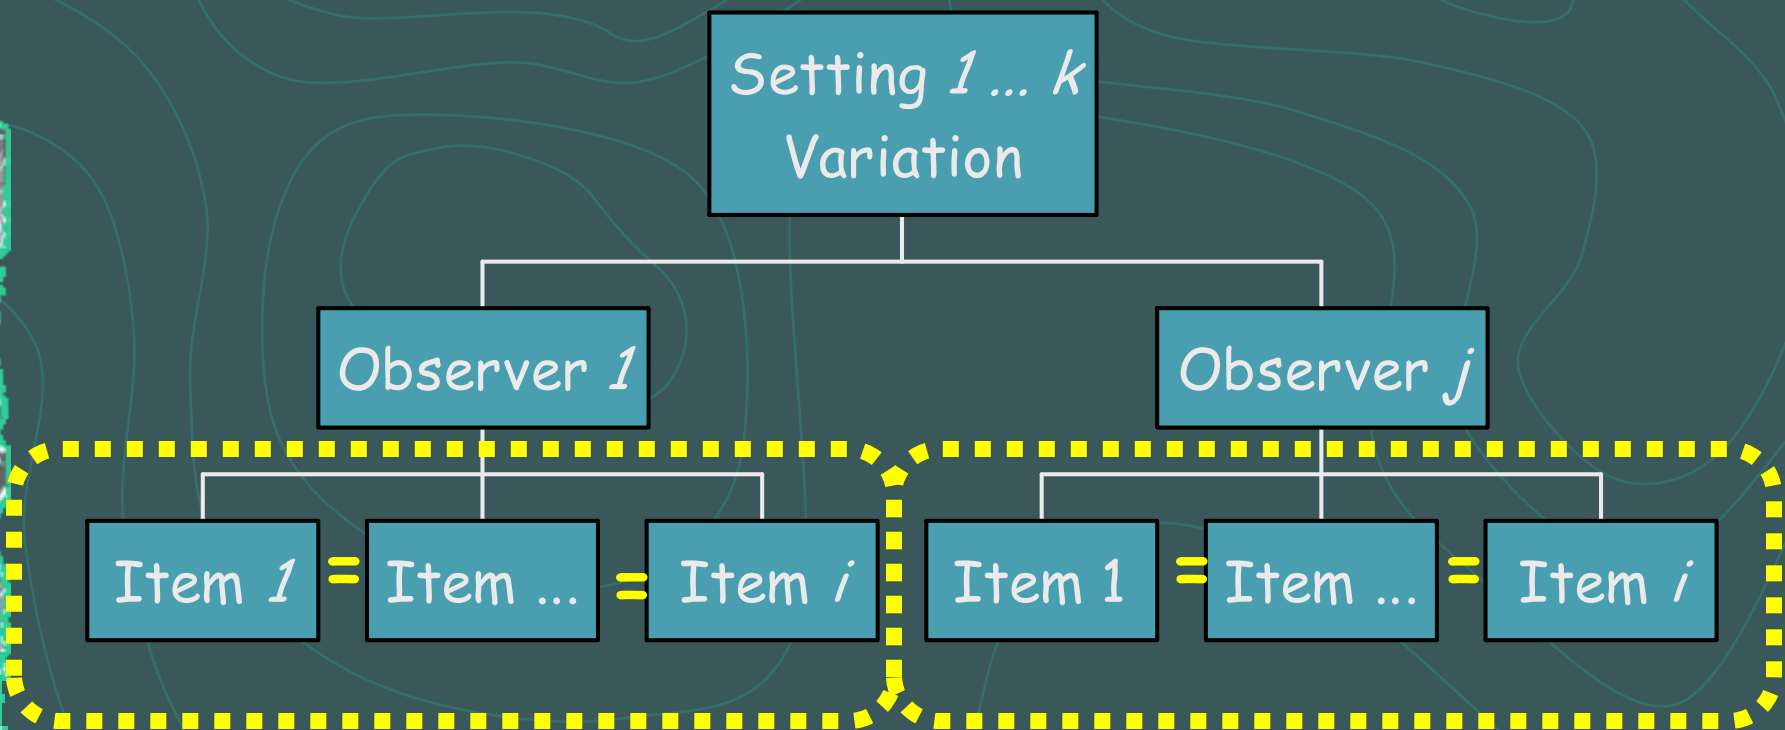 Setting 1 ... k
Variation
Observer 1
Observer j
Item 1 = Item ... = Item i
Item 1 = Item ... = Item i